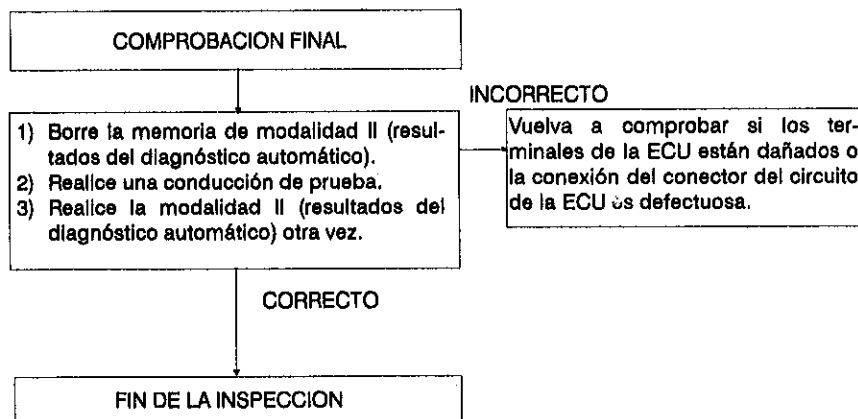 COMPROBACION FINAL
INCORRECTO
1) Borre la memoria de modalidad II (resul-
tados del diagnóstico automático).
2) Realice una conducción de prueba.
3) Realice la modalidad II (resultados del
diagnóstico automático) otra vez.
Vuelva a comprobar si los ter-
minales de la ECU están dañados o
la conexión del conector del circuito
de la ECU es defectuosa.
CORRECTO
FIN DE LA INSPECCION